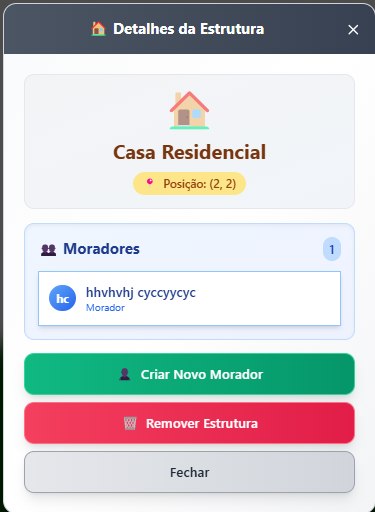 Detalhes da Estrutura
Casa Residencial
Posição: (2, 2)
Moradores
1
hc
hhvhvhj cyccyycyc
Morador
Criar Novo Morador
Remover Estrutura
Fechar